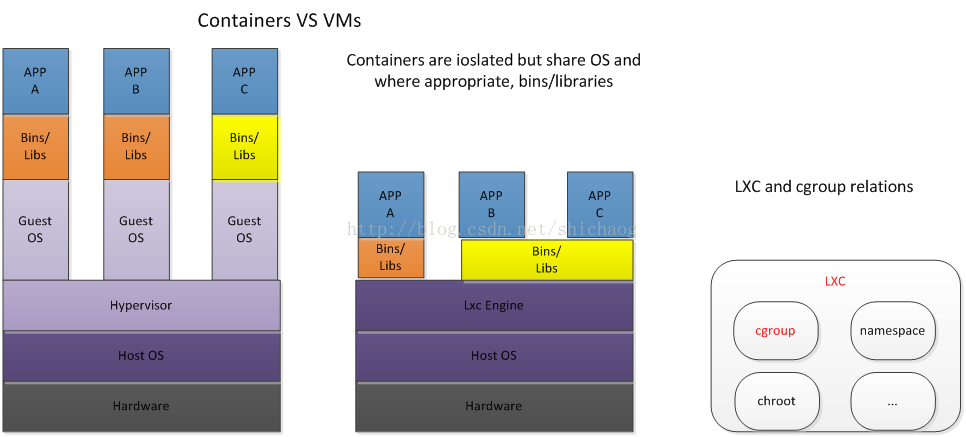 Containers VS VMs
APP
A
APP
B
APP
C
Bins/
Libs
Bins/
Libs
Bins/
Libs
Guest
OS
Guest
OS
Guest
OS
Hypervisor
Host OS
Hardware
Containers are ioslated but share OS and
where appropriate, bins/libraries
APP
A
APP
B
APP
C
http://blog.csdn.net/shichaog
Bins/
Libs
Bins/
Libs
Lxc Engine
Host OS
Hardware
LXC and cgroup relations
LXC
cgroup
namespace
chroot
...